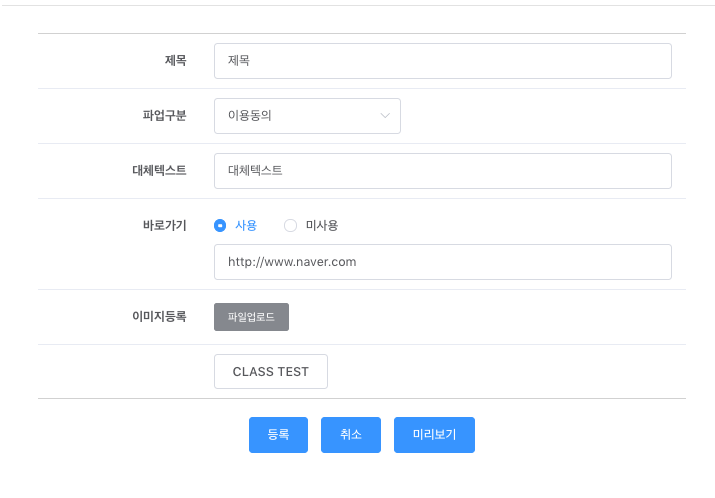 제목 제목
파업구분 이용동의
대체텍스트 대체텍스트
바로가기 사용 미사용
http://www.naver.com
이미지등록 파일업로드
CLASS TEST
등록 취소 미리보기